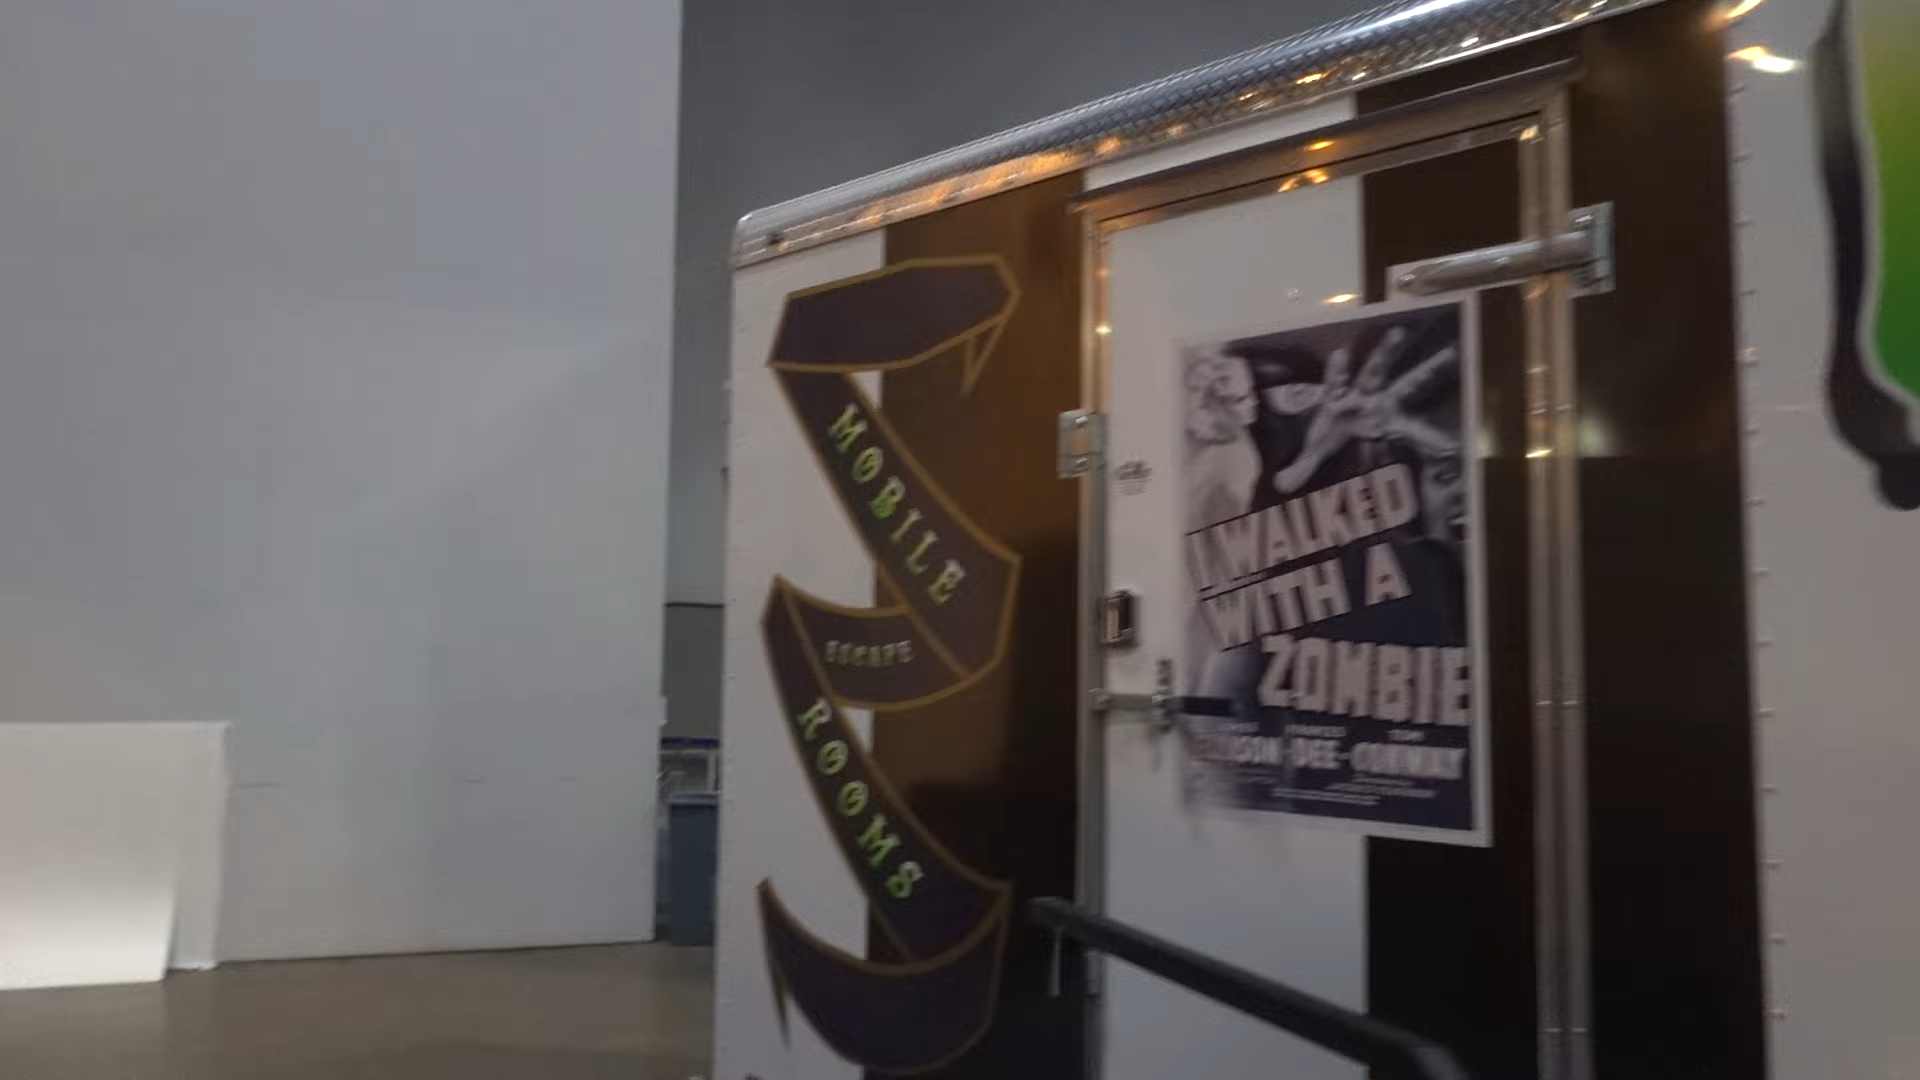 MOBILE
ESCAPE
ROOMS
I WALKED
WITH A
ZOMBIE
DEE - CONWAY